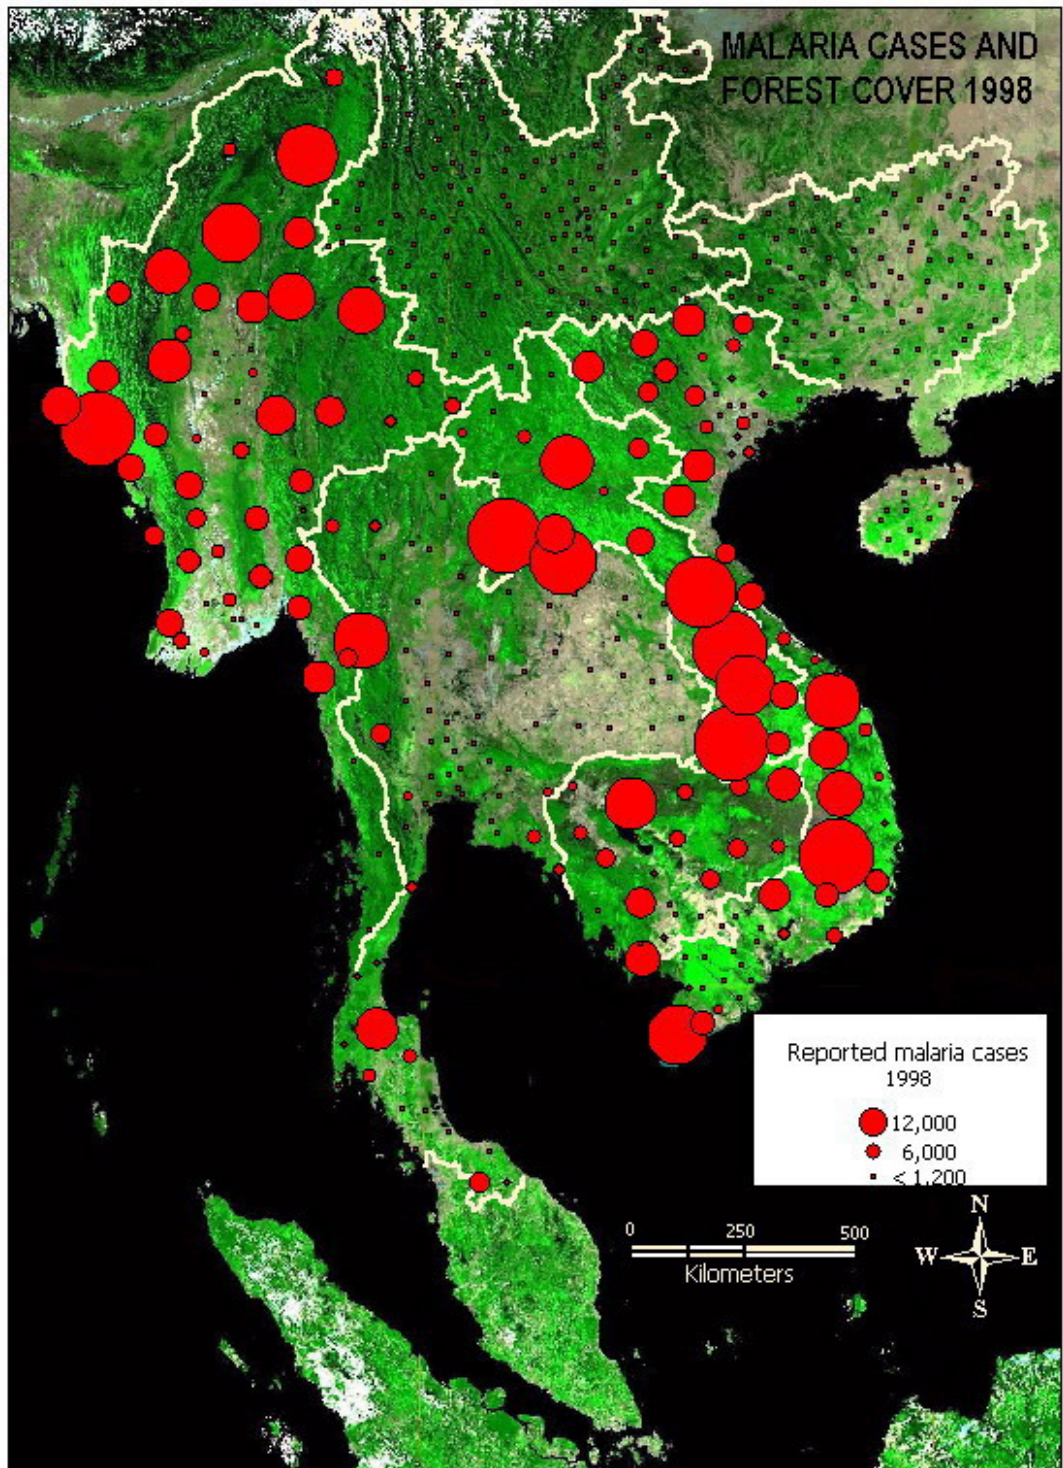 MALARIA CASES AND
FOREST COVER 1998
Reported malaria cases
1998
12,000
6,000
< 1,200
0 250 500
Kilometers
N
W E
S